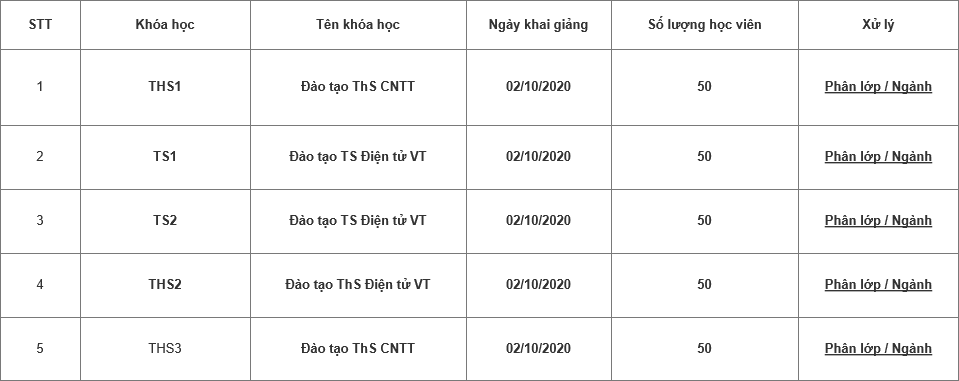 STT Khóa học Tên khóa học Ngày khai giảng Số lượng học viên Xử lý
1 THS1 Đào tạo ThS CNTT 02/10/2020 50 Phân lớp / Ngành
2 TS1 Đào tạo TS Điện tử VT 02/10/2020 50 Phân lớp / Ngành
3 TS2 Đào tạo TS Điện tử VT 02/10/2020 50 Phân lớp / Ngành
4 THS2 Đào tạo ThS Điện tử VT 02/10/2020 50 Phân lớp / Ngành
5 THS3 Đào tạo ThS CNTT 02/10/2020 50 Phân lớp / Ngành